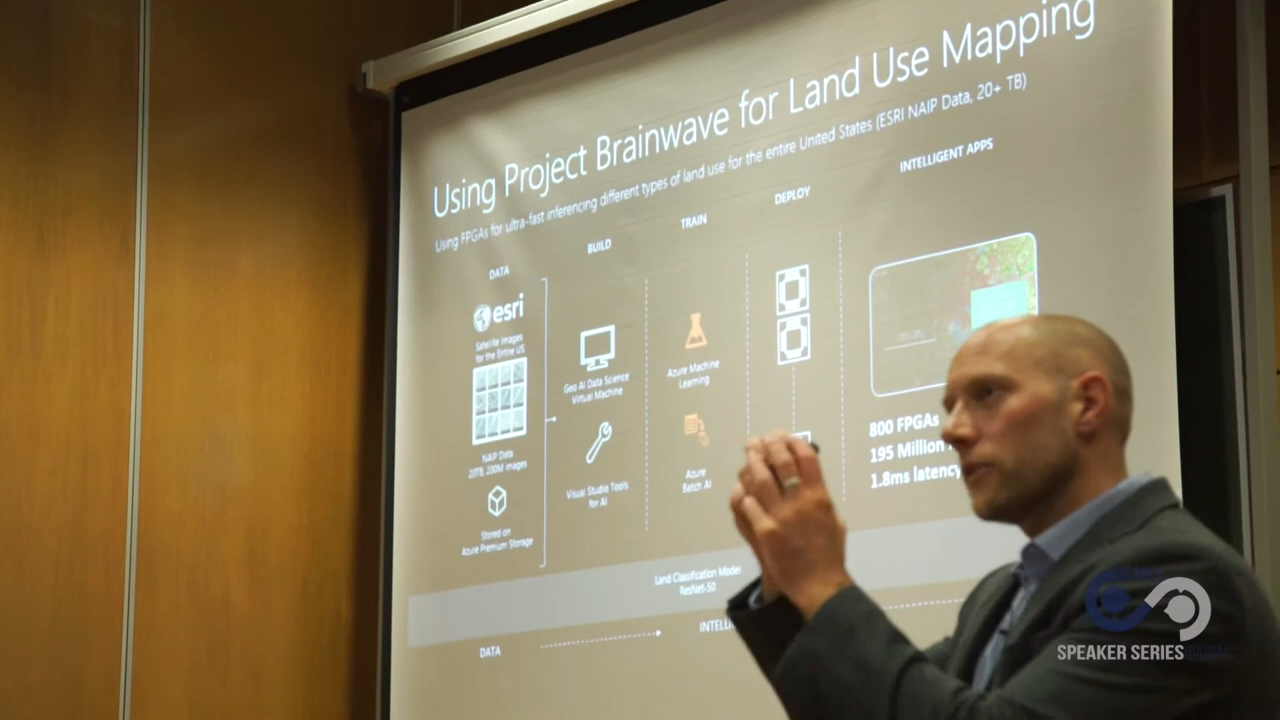 Using Project Brainwave for Land Use Mapping
Using FPGAs for ultra-fast inferencing different types of land use for the entire United States (ESRI NAIP Data, 20+ TB)
DATA
BUILD
TRAIN
DEPLOY
INTELLIGENT APPS
esri
Satellite images
for the Entire US
NAIP Data
20TB, 200M images
Stored on
Azure Premium Storage
Geo AI Data Science
Virtual Machine
Visual Studio Tools
for AI
Azure Machine
Learning
Azure
Batch AI
800 FPGAs
195 Million
1.8ms latency
Land Classification Model
ResNet-50
DATA
SPEAKER SERIES